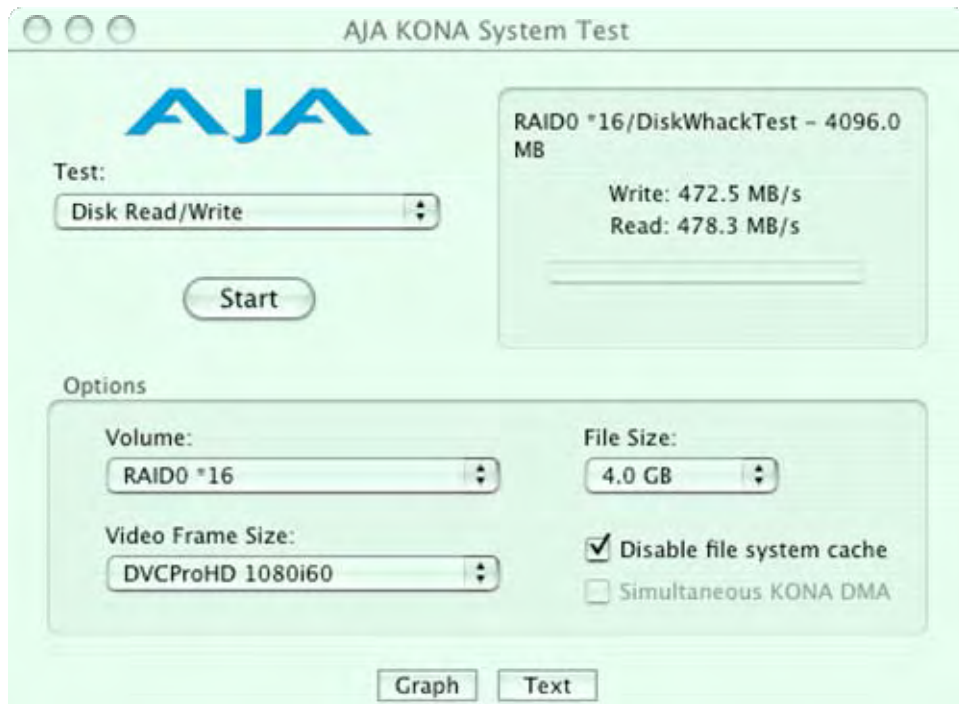 AJA KONA System Test
AJA
Test:
Disk Read/Write
Start
RAID0 *16/DiskWhackTest – 4096.0
MB
Write: 472.5 MB/s
Read: 478.3 MB/s
Options
Volume:
RAID0 *16
File Size:
4.0 GB
Video Frame Size:
DVCProHD 1080i60
Disable file system cache
Simultaneous KONA DMA
Graph
Text